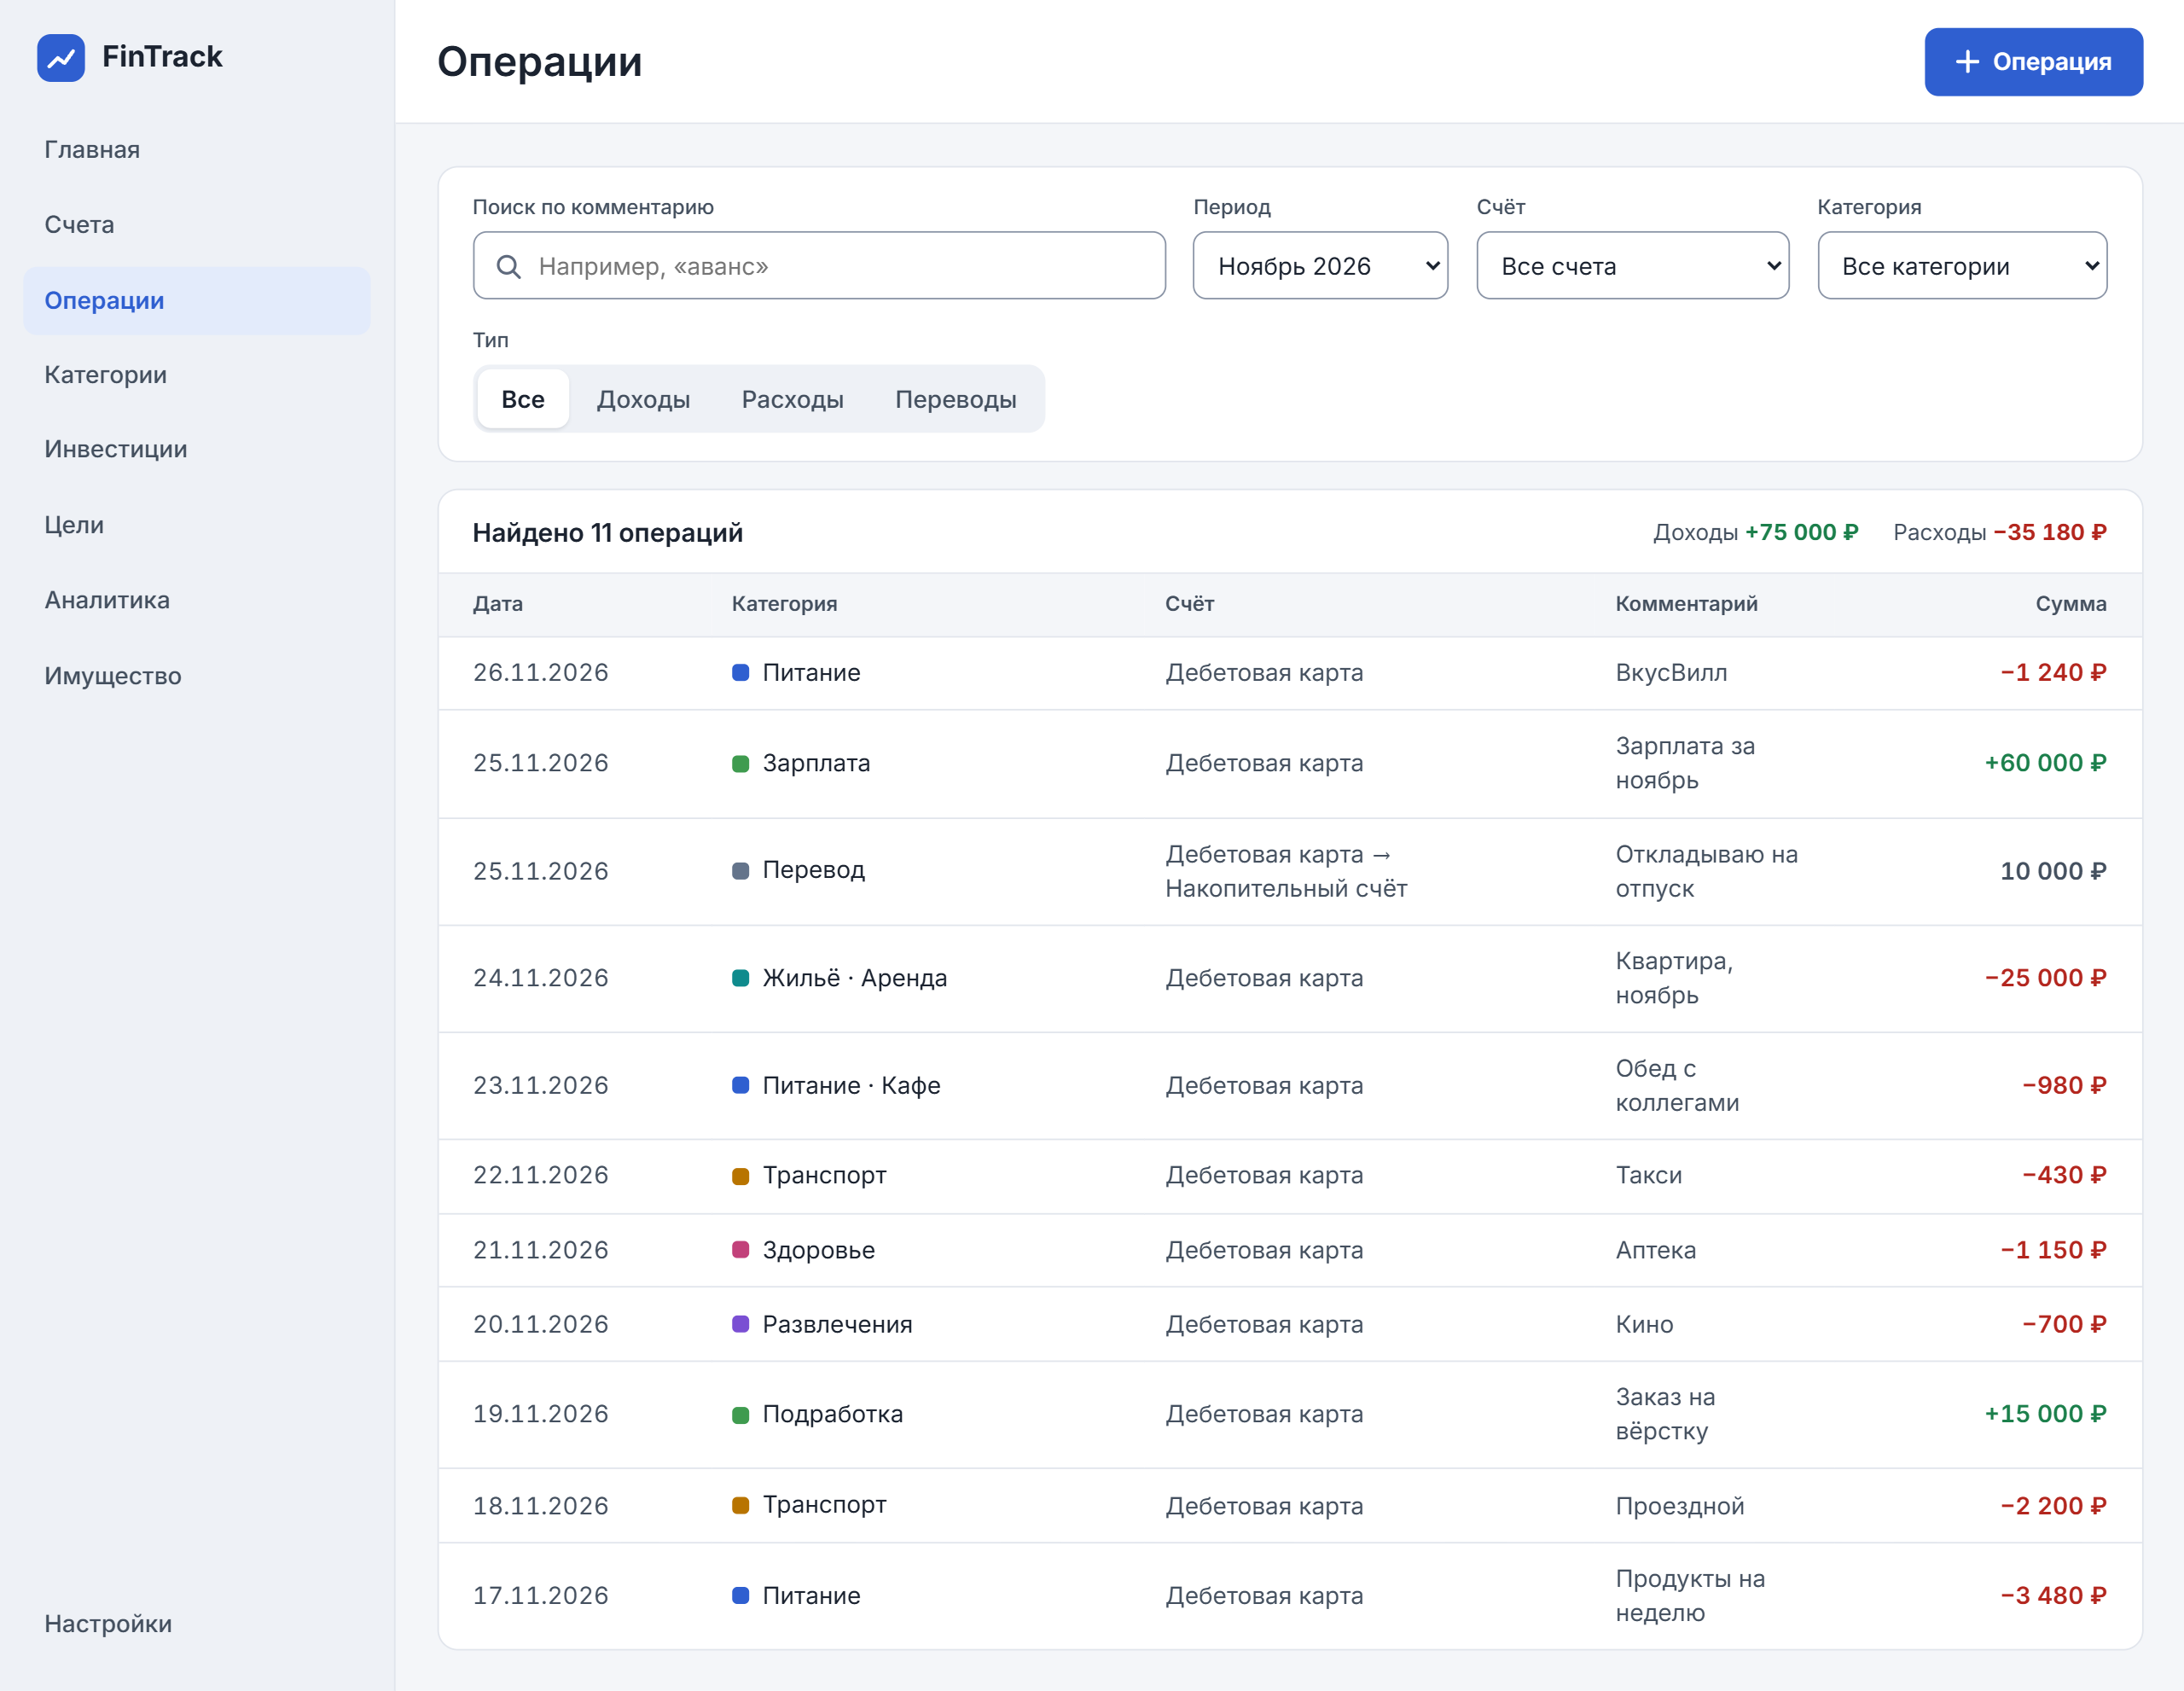 FinTrack
Главная
Счета
Операции
Категории
Инвестиции
Цели
Аналитика
Имущество
Настройки
Операции
Операция
Поиск по комментарию
Например, «аванс»
Период
Ноябрь 2026
Счёт
Все счета
Категория
Все категории
Тип
Все Доходы Расходы Переводы
Найдено 11 операций Доходы +75 000 ₽ Расходы −35 180 ₽
Дата Категория Счёт Комментарий Сумма
26.11.2026 Питание Дебетовая карта ВкусВилл −1 240 ₽
25.11.2026 Зарплата Дебетовая карта Зарплата за
ноябрь +60 000 ₽
25.11.2026 Перевод Дебетовая карта →
Накопительный счёт
Откладываю на
отпуск
10 000 ₽
24.11.2026 Жильё · Аренда Дебетовая карта Квартира,
ноябрь −25 000 ₽
23.11.2026 Питание · Кафе Дебетовая карта Обед с
коллегами −980 ₽
22.11.2026 Транспорт Дебетовая карта Такси −430 ₽
21.11.2026 Здоровье Дебетовая карта Аптека −1 150 ₽
20.11.2026 Развлечения Дебетовая карта Кино −700 ₽
19.11.2026 Подработка Дебетовая карта Заказ на
вёрстку +15 000 ₽
18.11.2026 Транспорт Дебетовая карта Проездной −2 200 ₽
17.11.2026 Питание Дебетовая карта Продукты на
неделю −3 480 ₽